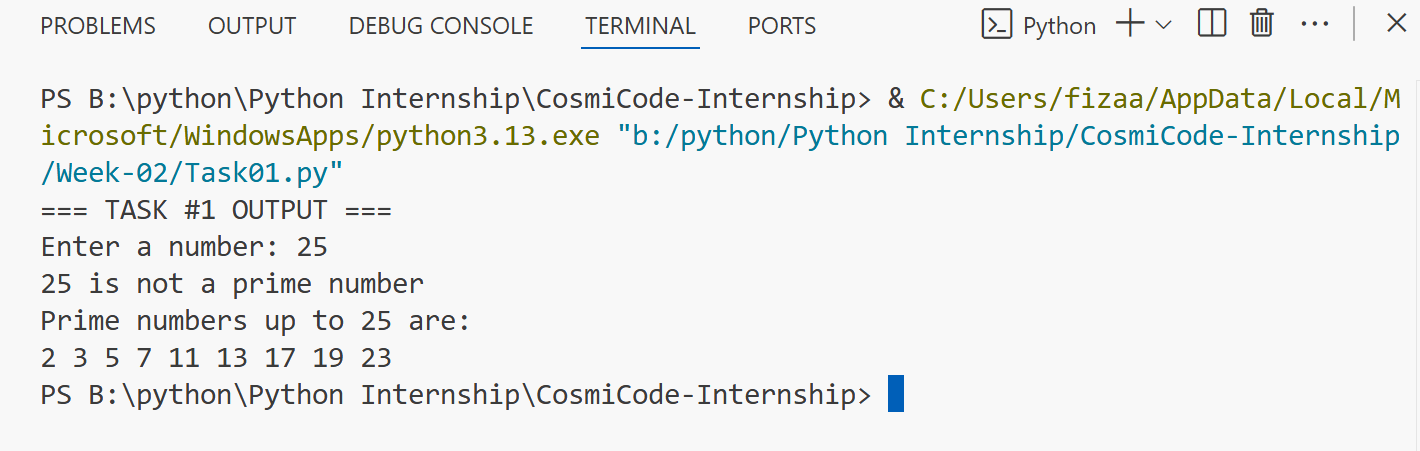 PROBLEMS OUTPUT DEBUG CONSOLE TERMINAL PORTS Python
PS B:\python\Python Internship\CosmiCode-Internship> & C:/Users/fizaa/AppData/Local/M
icrosoft/WindowsApps/python3.13.exe "b:/python/Python Internship/CosmiCode-Internship
/Week-02/Task01.py"
=== TASK #1 OUTPUT ===
Enter a number: 25
25 is not a prime number
Prime numbers up to 25 are:
2 3 5 7 11 13 17 19 23
PS B:\python\Python Internship\CosmiCode-Internship>